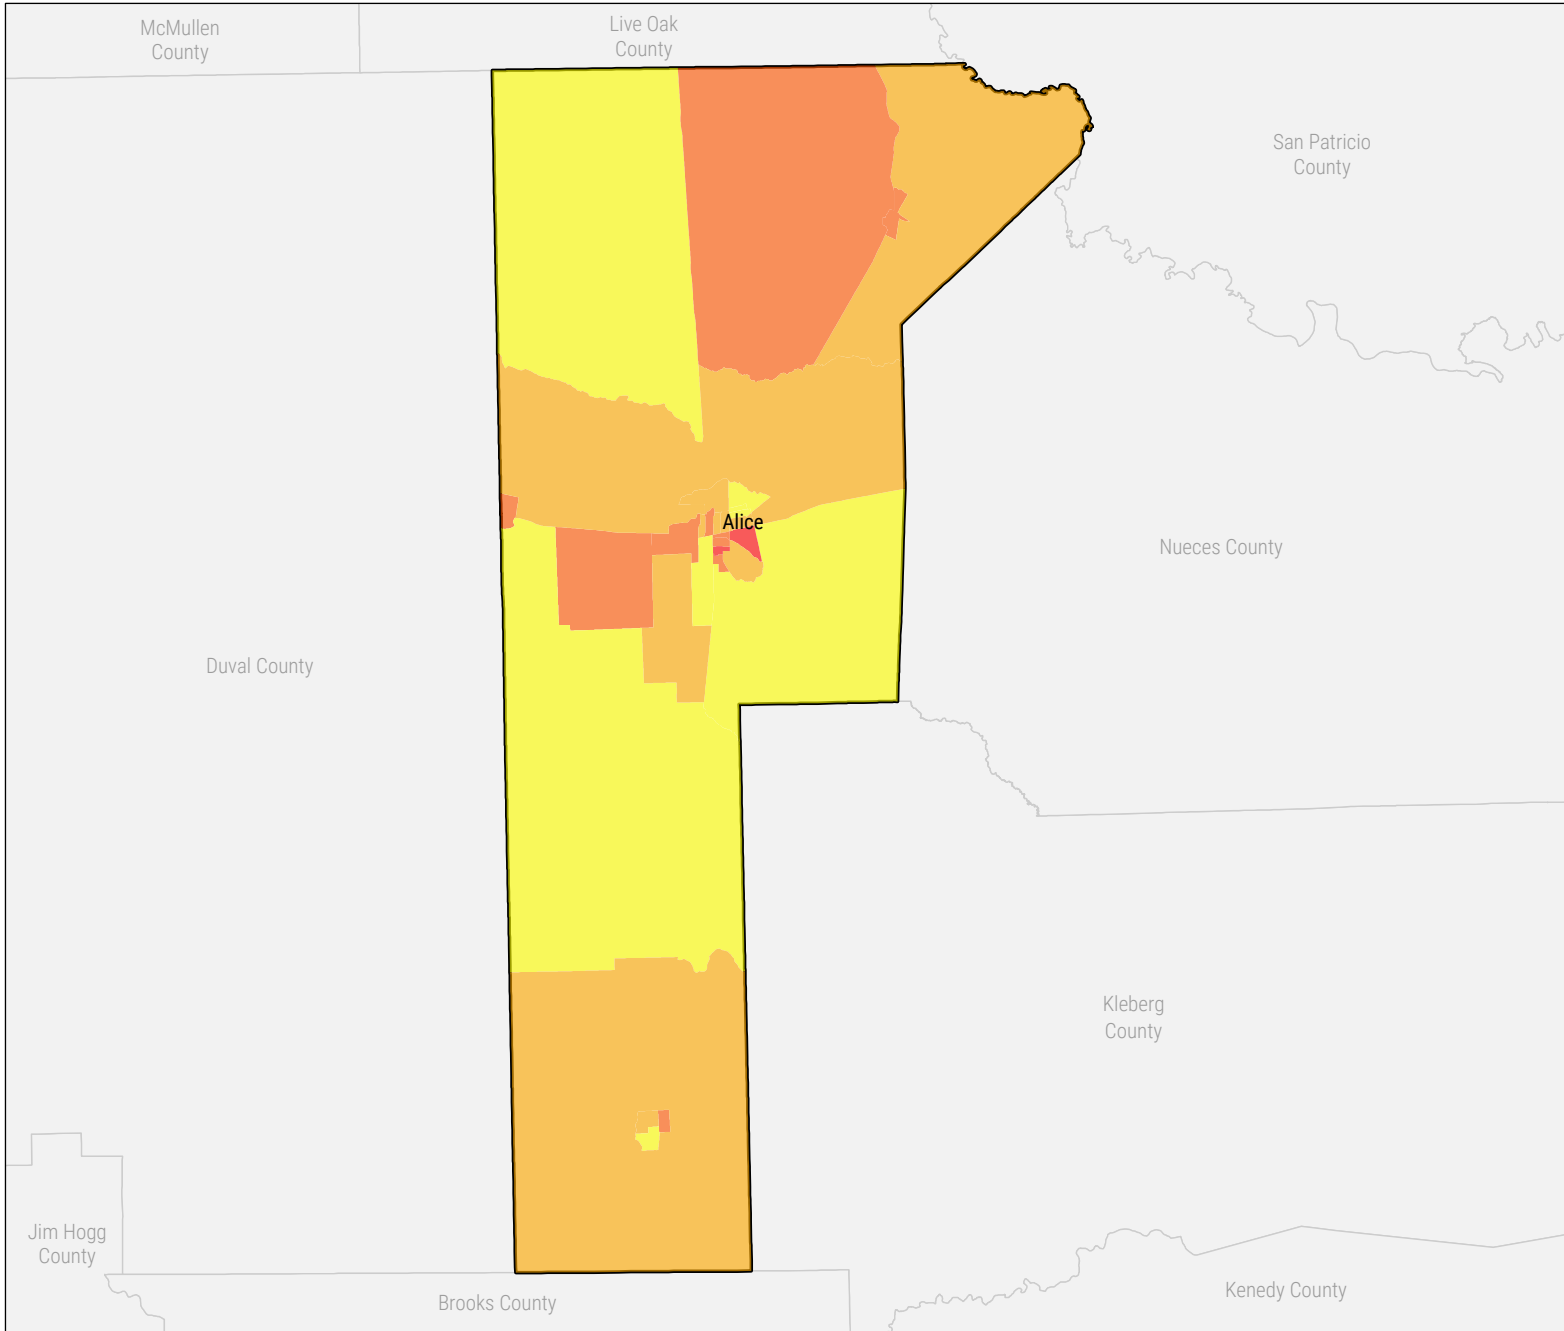 McMullen
County
Live Oak
County
San Patricio
County
Alice
Nueces County
Duval County
Kleberg
County
Jim Hogg
County
Brooks County
Kenedy County